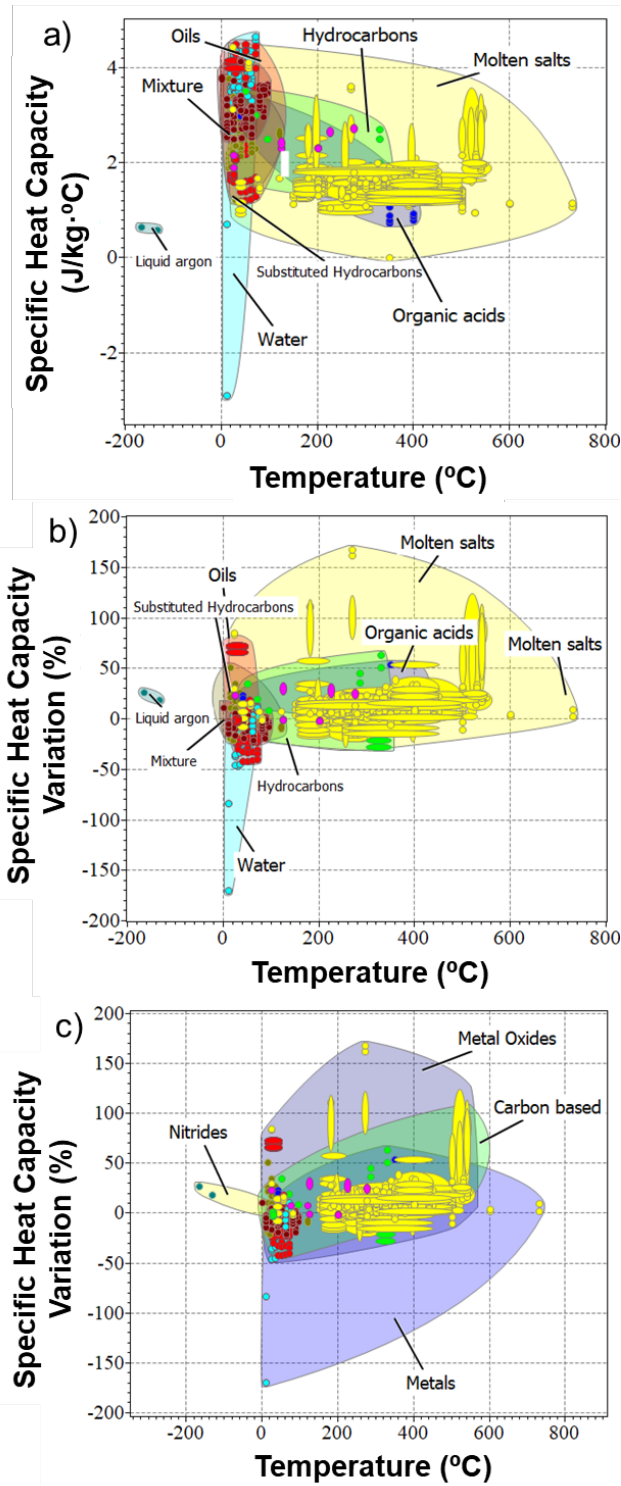 a)
Oils
Hydrocarbons
Molten salts
Mixture
Liquid argon
Substituted Hydrocarbons
Organic acids
Water
Specific Heat Capacity
(J/kg·ºC)
4
2
0
-2
-200
0
200
400
600
800
Temperature (ºC)
b)
Molten salts
Oils
Substituted Hydrocarbons
Organic acids
Molten salts
Liquid argon
Mixture
Hydrocarbons
Water
Specific Heat Capacity
Variation (%)
200
150
100
50
0
-50
-100
-150
-200
-200
0
200
400
600
800
Temperature (ºC)
c)
Metal Oxides
Carbon based
Nitrides
Metals
Specific Heat Capacity
Variation (%)
200
150
100
50
0
-50
-100
-150
-200
-200
0
200
400
600
800
Temperature (ºC)